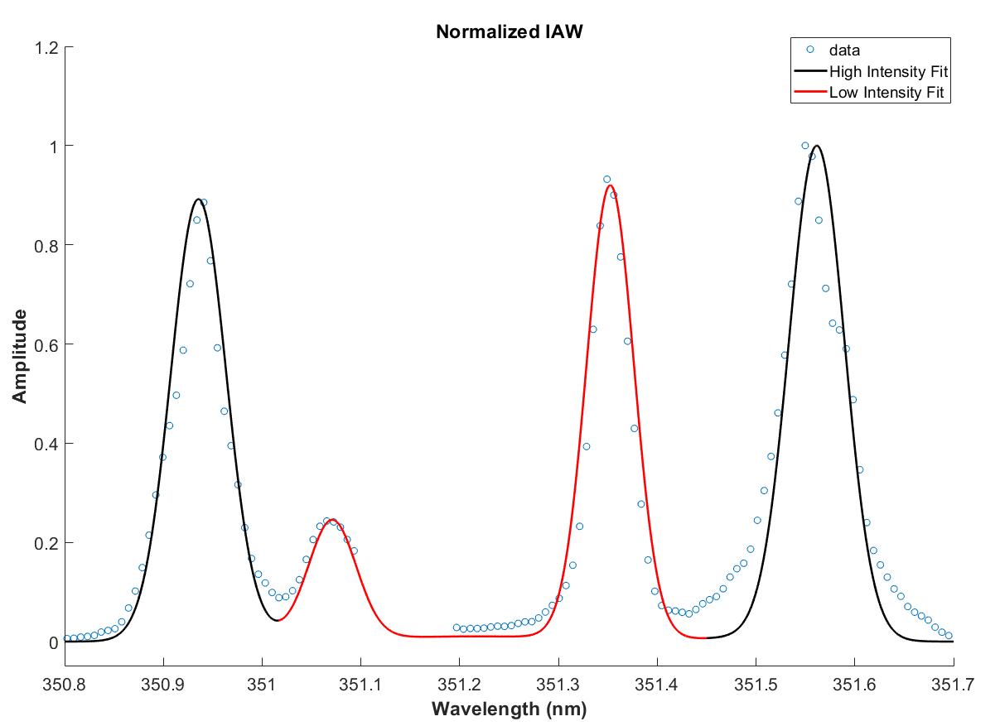 Normalized IAW
data
High Intensity Fit
Low Intensity Fit
1.2
1
0.8
0.6
0.4
0.2
0
Amplitude
350.8 350.9 351 351.1 351.2 351.3 351.4 351.5 351.6 351.7
Wavelength (nm)